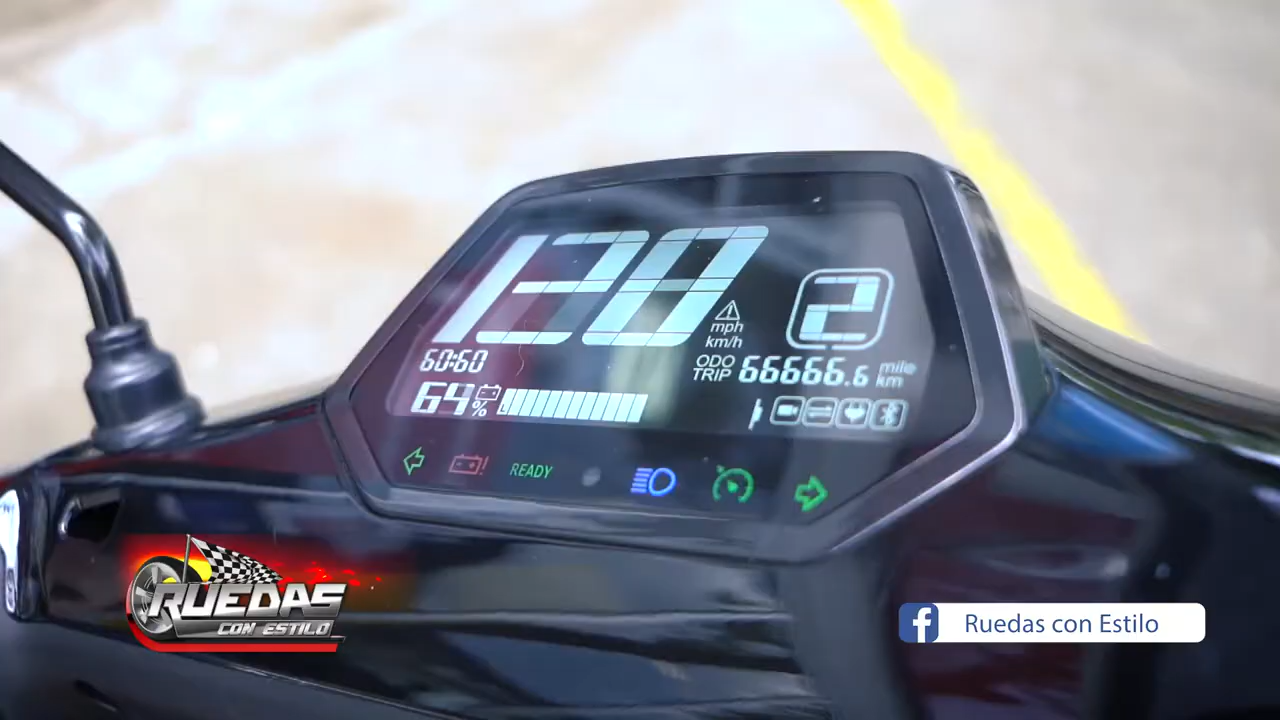 128
mph
km/h
2
60:60
ODO
TRIP
66666.6
mile
km
64
%
READY
RUEDAS
CON ESTILO
Ruedas con Estilo